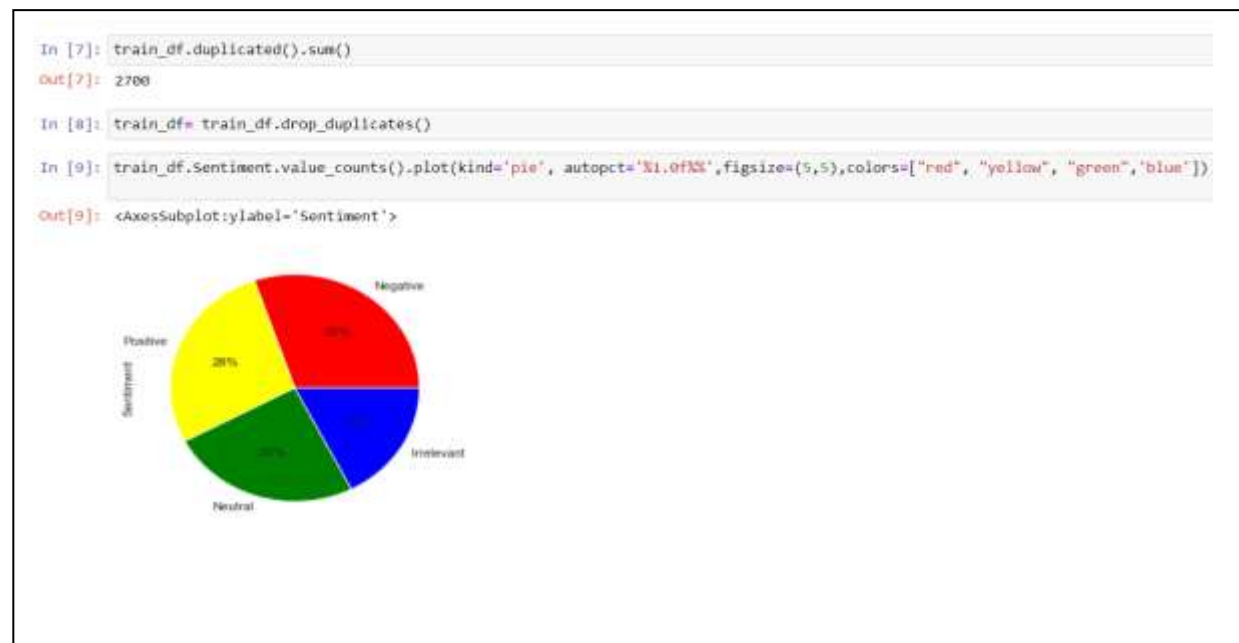 In [7]: train_df.duplicated().sum()
Out[7]: 2700
In [8]: train_df= train_df.drop_duplicates()
In [9]: train_df.Sentiment.value_counts().plot(kind='pie', autopct='%1.0f%%',figsize=(5,5),colors=["red", "yellow", "green",'blue'])
Out[9]: <AxesSubplot:ylabel='Sentiment'>
Negative
Positive
28%
Sentiment
Irrelevant
Neutral